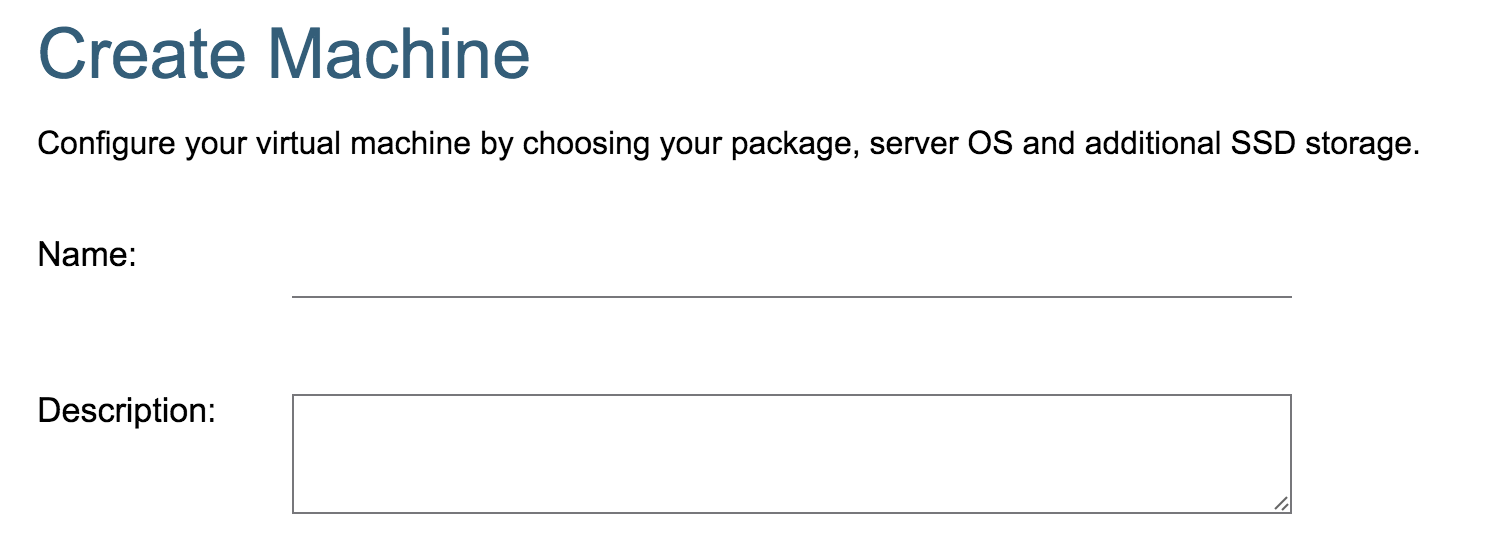 Create Machine
Configure your virtual machine by choosing your package, server OS and additional SSD storage.
Name:
Description: